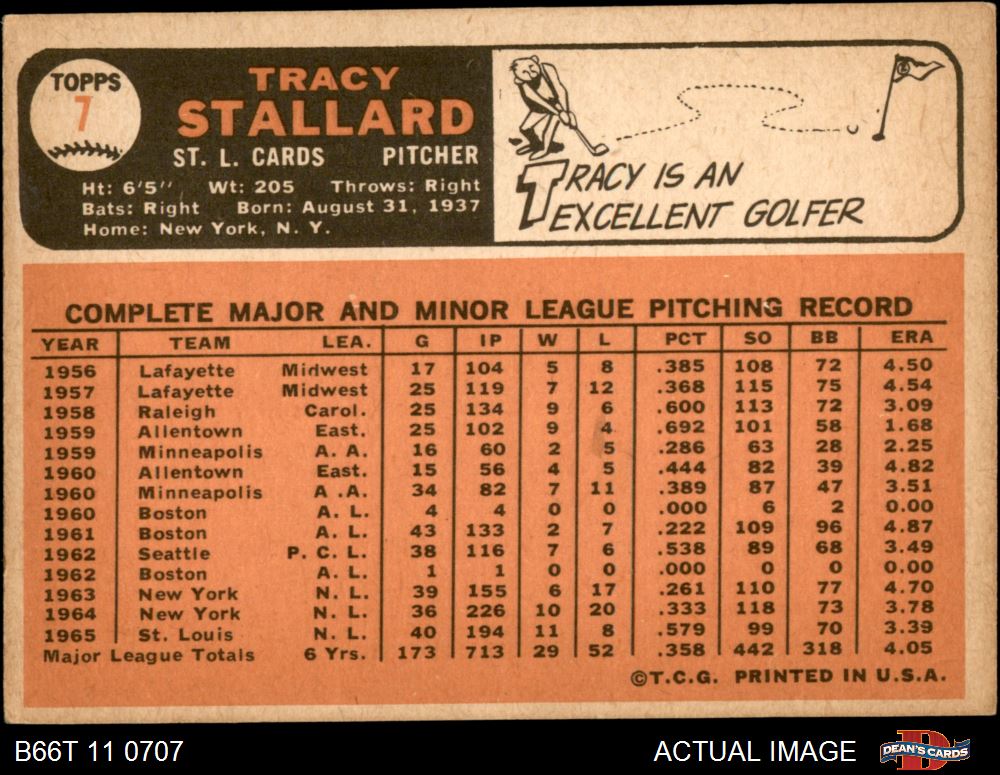 TOPPS
7
TRACY
STALLARD
ST. L. CARDS PITCHER
Ht: 6'5" Wt: 205 Throws: Right
Bats: Right Born: August 31, 1937
Home: New York, N. Y.
TRACY IS AN
EXCELLENT GOLFER
COMPLETE MAJOR AND MINOR LEAGUE PITCHING RECORD
YEAR TEAM LEA. G IP W L PCT SO BB ERA
1956 Lafayette Midwest 17 104 5 8 .385 108 72 4.50
1957 Lafayette Midwest 25 119 7 12 .368 115 75 4.54
1958 Raleigh Carol. 25 134 9 6 .600 113 72 3.09
1959 Allentown East. 25 102 9 4 .692 101 58 1.68
1959 Minneapolis A. A. 16 60 2 5 .286 63 28 2.25
1960 Allentown East. 15 56 4 5 .444 82 39 4.82
1960 Minneapolis A .A. 34 82 7 11 .389 87 47 3.51
1960 Boston A. L. 4 4 0 0 .000 6 2 0.00
1961 Boston A. L. 43 133 2 7 .222 109 96 4.87
1962 Seattle P. C. L. 38 116 7 6 .538 89 68 3.49
1962 Boston A. L. 1 1 0 0 .000 0 0 0.00
1963 New York N. L. 39 155 6 17 .261 110 77 4.70
1964 New York N. L. 36 226 10 20 .333 118 73 3.78
1965 St. Louis N. L. 40 194 11 8 .579 99 70 3.39
Major League Totals 6 Yrs. 173 713 29 52 .358 442 318 4.05
©T.C.G. PRINTED IN U.S.A.
B66T 11 0707 ACTUAL IMAGE DEAN'S CARDS